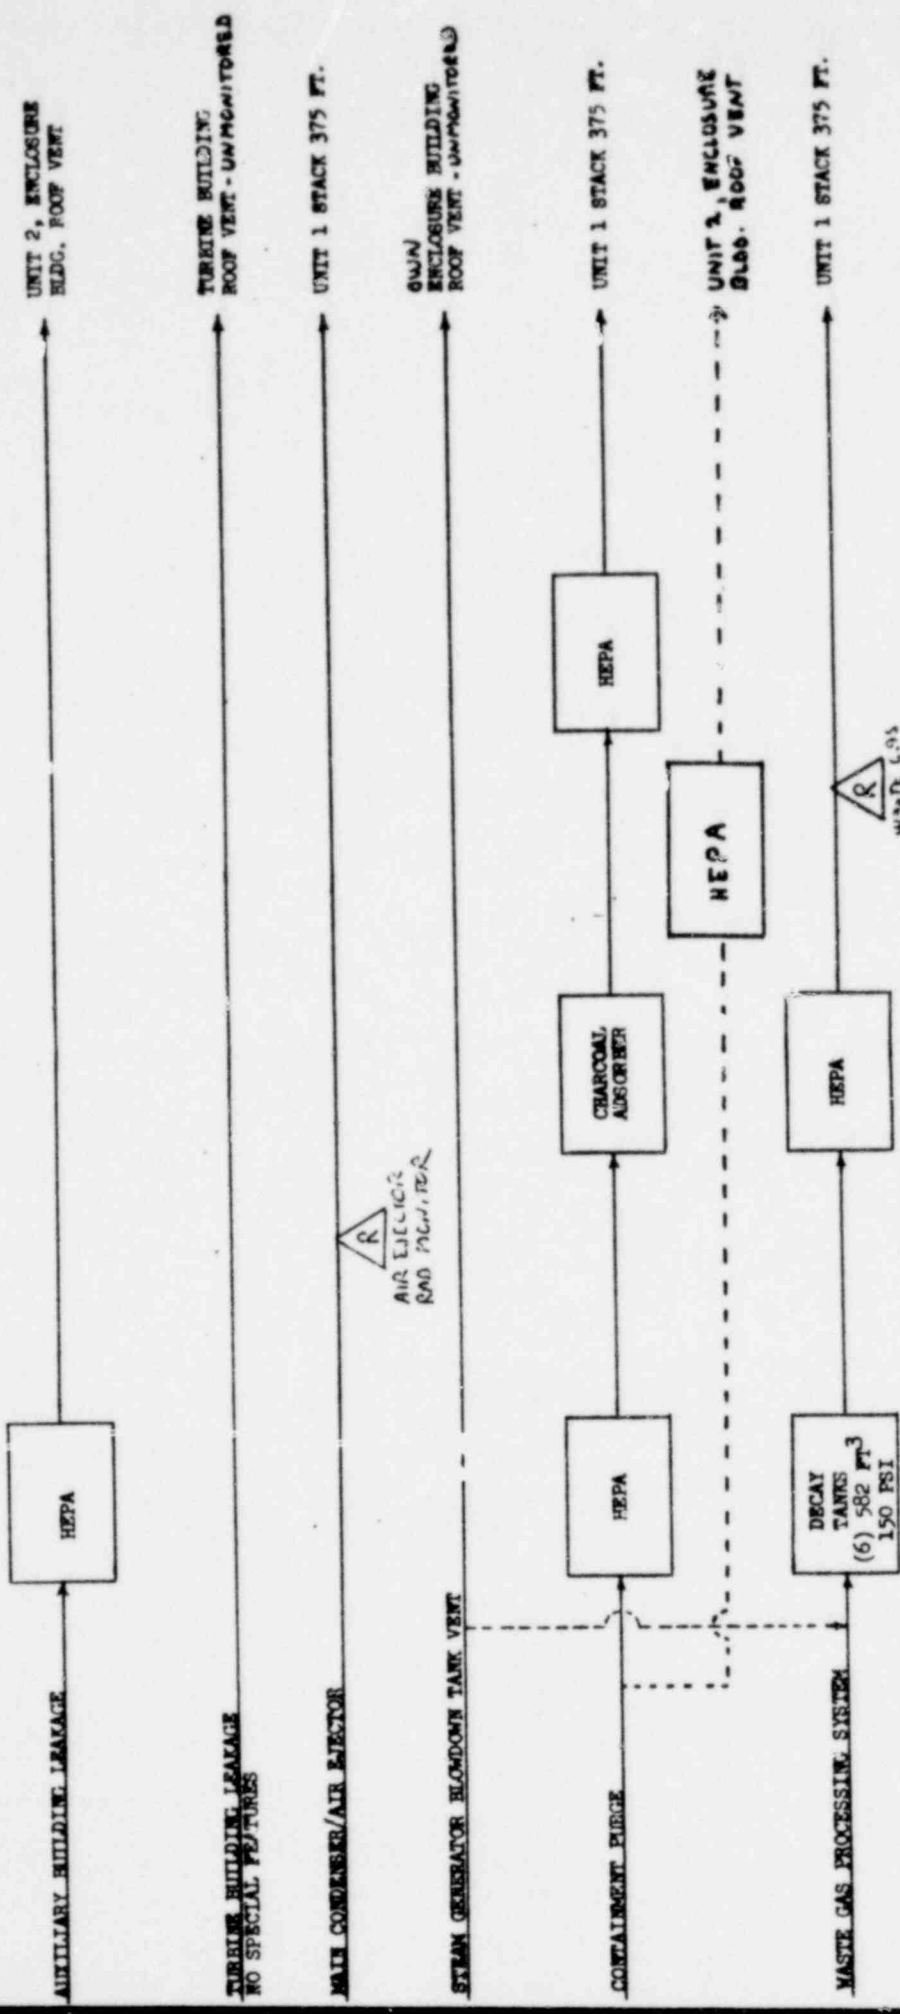 AUXILIARY BUILDING LEAKAGE
HEPA
UNIT 2, ENCLOSURE
BLDG. ROOF VENT
TURBINE BUILDING LEAKAGE
NO SPECIAL FEATURES
TURBINE BUILDING
ROOF VENT - UNMONITORED
MAIN CONDENSER/AIR EJECTOR
R
AIR EJECTOR
RAD MONITOR
UNIT 1 STACK 375 FT.
STEAM GENERATOR BLOWDOWN TANK VENT
OWN
ENCLOSURE BUILDING
ROOF VENT - UNMONITORED
CONTAINMENT PURGE
HEPA
CHARCOAL
ADSORBER
HEPA
UNIT 1 STACK 375 FT.
HEPA
UNIT 2, ENCLOSURE
BLDG. ROOF VENT
WASTE GAS PROCESSING SYSTEM
DECAY
TANKS
(6) 582 FT3
150 PSI
HEPA
R
WASTE GAS
UNIT 1 STACK 375 FT.